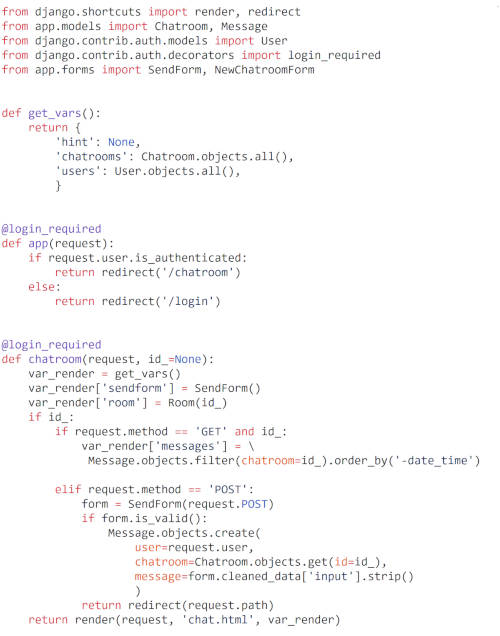 from django.shortcuts import render, redirect
from app.models import Chatroom, Message
from django.contrib.auth.models import User
from django.contrib.auth.decorators import login_required
from app.forms import SendForm, NewChatroomForm


def get_vars():
    return {
        'hint': None,
        'chatrooms': Chatroom.objects.all(),
        'users': User.objects.all(),
        }


@login_required
def app(request):
    if request.user.is_authenticated:
        return redirect('/chatroom')
    else:
        return redirect('/login')


@login_required
def chatroom(request, id_=None):
    var_render = get_vars()
    var_render['sendform'] = SendForm()
    var_render['room'] = Room(id_)
    if id_:
        if request.method == 'GET' and id_:
            var_render['messages'] = \
             Message.objects.filter(chatroom=id_).order_by('-date_time')

        elif request.method == 'POST':
            form = SendForm(request.POST)
            if form.is_valid():
                Message.objects.create(
                    user=request.user,
                    chatroom=Chatroom.objects.get(id=id_),
                    message=form.cleaned_data['input'].strip()
                    )
            return redirect(request.path)
    return render(request, 'chat.html', var_render)